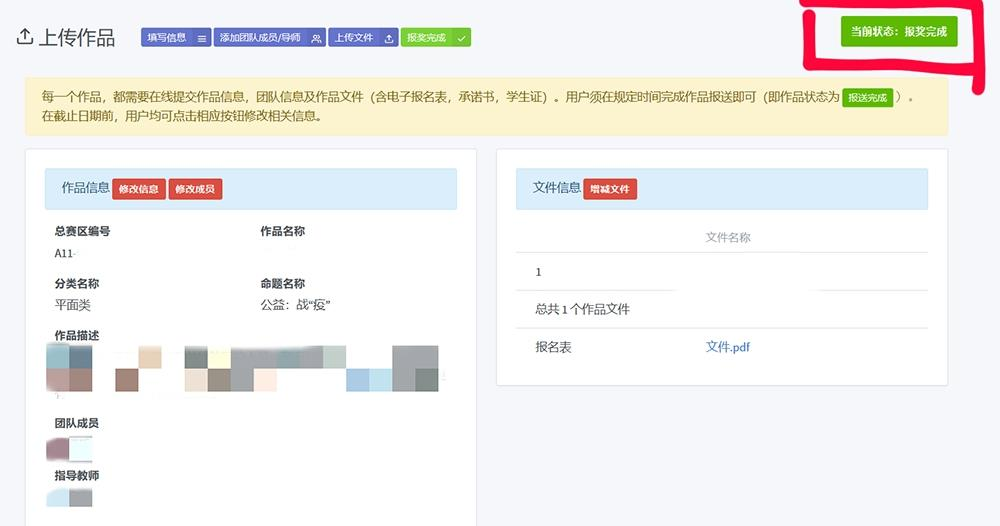 上传作品
填写信息
添加团队成员/导师
上传文件
报奖完成
当前状态：报奖完成
每一个作品，都需要在线提交作品信息，团队信息及作品文件（含电子报名表，承诺书，学生证）。用户须在规定时间完成作品报送即可（即作品状态为 报送完成 ）。
在截止日期前，用户均可点击相应按钮修改相关信息。
作品信息 修改信息 修改成员
总赛区编号 作品名称
A11-
分类名称 命题名称
平面类 公益：战“疫”
作品描述
团队成员
指导教师
文件信息 增减文件
文件名称
1
总共 1 个作品文件
报名表 文件.pdf